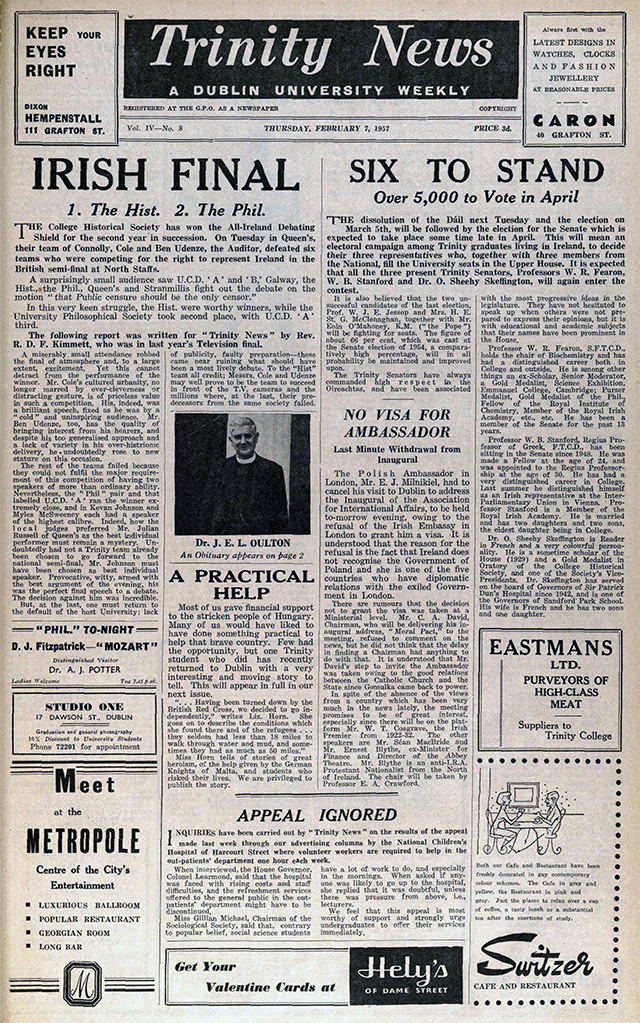 KEEP YOUR
EYES
RIGHT
DIXON
HEMPENSTALL
111 GRAFTON ST.
Trinity News
A DUBLIN UNIVERSITY WEEKLY
REGISTERED AT THE G.P.O. AS A NEWSPAPER
COPYRIGHT
Vol. IV—No. 8
THURSDAY, FEBRUARY 7, 1957
PRICE 3d.
Always first with the
LATEST DESIGNS IN
WATCHES, CLOCKS
AND FASHION
JEWELLERY
AT REASONABLE PRICES
CARON
40 GRAFTON ST.
IRISH FINAL
1. The Hist. 2. The Phil.
THE College Historical Society has won the All-Ireland Debating
Shield for the second year in succession. On Tuesday in Queen's,
their team of Connolly, Cole and Ben Udenze, the Auditor, defeated six
teams who were competing for the right to represent Ireland in the
British semi-final at North Staffs.
A surprisingly small audience saw U.C.D. 'A' and 'B,' Galway, the
Hist., the Phil, Queen's and Strammillis fight out the debate on the
motion "that Public censure should be the only censor."
In this very keen struggle, the Hist. were worthy winners, while the
University Philosophical Society took second place, with U.C.D. 'A'
third.
The following report was written for "Trinity News" by Rev.
R. D. F. Kimmett, who was in last year's Television final.
A miserably small attendance robbed
the final of atmosphere and, to a large
extent, excitement. Yet this cannot
detract from the performance of the
winner. Mr. Cole's cultured urbanity, no
longer marred by over-cleverness or
distracting gesture, is of priceless value
in such a competition. His, indeed, was
a brilliant speech, fixed as he was by a
"cold" and uninspiring audience. Mr.
Ben Udenze, too, has the quality of
bringing interest from his hearers, and
despite his too generalised approach and
a lack of variety in his over-histrionic
delivery, he undoubtedly rose to new
stature on this occasion.
The rest of the teams failed because
they could not fulfil the major require-
ment of this competition of having two
speakers of more than ordinary ability.
Nevertheless, the "Phil" pair and that
labelled U.C.D. 'A' ran the winner ex-
tremely close, and in Kevan Johnson and
Myles McSweeney each had a speaker
of the highest calibre. Indeed, how the
local judges preferred Mr. Julian
Russell of Queen's as the best individual
performer must remain a mystery. Un-
doubtedly had not a Trinity team already
been chosen to go forward to the
national semi-final, Mr. Johnson must
have been chosen as best individual
speaker. Provocative, witty, armed with
the best argument of the evening, his
was the perfect final speech to a debate.
The decision against him was incredible.
But, at the last, one must return to
the default of the host University: lack
of publicity, faulty preparation—these
came near ruining what should have
been a most lively debate. To the "Hist"
team all credit; Messrs. Cole and Udenze
may well prove to be the team to succeed
in front of the T.V. cameras and the
millions where, at the last, their pre-
decessors from the same society failed.
Dr. J. E. L. OULTON
An Obituary appears on page 2
A PRACTICAL
HELP
Most of us gave financial support
to the stricken people of Hungary.
Many of us would have liked to
have done something practical to
help that brave country. Few had
the opportunity, but one Trinity
student who did has recently
returned to Dublin with a very
interesting and moving story to
tell. This will appear in full in our
next issue.
". . . Having been turned down by the
British Red Cross, we decided to go in-
dependently," writes Liz. Horn. She
goes on to describe the conditions which
she found there and of the refugees . . .
they seldom had less than 18 miles to
walk through water and mud, and some-
times they had as much as 60 miles."
Miss Horn tells of stories of great
heroism, of the help given by the German
Knights of Malta, and students who
risked their lives. We are privileged to
publish the story.
"PHIL." TO-NIGHT
D. J. Fitzpatrick—"MOZART"
Distinguished Visitor
Dr. A. J. POTTER
Ladies Welcome
Tea 7.45 p.m.
STUDIO ONE
17 DAWSON ST., DUBLIN
Graduation and general photography
10% Discount to University Students
Phone 72201 for appointment
Meet
at the
METROPOLE
Centre of the City's
Entertainment
LUXURIOUS BALLROOM
POPULAR RESTAURANT
GEORGIAN ROOM
LONG BAR
M
SIX TO STAND
Over 5,000 to Vote in April
THE dissolution of the Dáil next Tuesday and the election on
March 5th, will be followed by the election for the Senate which is
expected to take place some time late in April. This will mean an
electoral campaign among Trinity graduates living in Ireland, to decide
their three representatives who, together with three members from
the National, fill the University seats in the Upper House. It is expected
that all the three present Trinity Senators, Professors W. R. Fearon,
W. B. Stanford and Dr. O. Sheehy Skeffington, will again enter the
contest.
It is also believed that the two un-
successful candidates of the last election,
Prof. W. J. E. Jessop and Mrs. H. E.
St. G. McClenaghan, together with Mr.
Eoin O'Mahoney, K.M. ("the Pope")
will be fighting for seats. The figure of
about 66 per cent, which was cast at the
Senate election of 1954, a compara-
tively high percentage, will in all
probability be maintained and improved
upon.
The Trinity Senators have always
commanded high respect in the
Oireachtas, and have been associated
with the most progressive ideas in the
legislature. They have not hesitated to
speak up when others were not pre-
pared to express their opinions, but it is
with educational and academic subjects
that their names have been prominent in
the House.
Professor W. R. Fearon, S.F.T.C.D.,
holds the chair of Biochemistry and has
had a distinguished career both in
College and outside. He is among other
things an ex-Scholar, Senior Moderator,
a Gold Medalist, Science Exhibition,
Emmanuel College, Cambridge; Purter
Medalist, Gold Medalist of the Phil,
Fellow of the Royal Institute of
Chemistry, Member of the Royal Irish
Academy, etc., etc. He has been a
member of the Senate for the past 13
years.
Professor W. B. Stanford, Regius Pro-
fessor of Greek, F.T.C.D., has been
sitting in the Senate since 1948. He was
made a Fellow at the age of 24, and
was appointed to the Regius Professor-
ship at the age of 30. He has had a
very distinguished career in College.
Last summer he distinguished himself
as an Irish representative at the Inter-
Parliamentary Union in Vienna. Pro-
fessor Stanford is a Member of the
Royal Irish Academy. He is married
and has two daughters and two sons,
the eldest daughter being in College.
Dr. O. Sheehy Skeffington is Reader
in French and a very colourful person-
ality. He is a sometime scholar of the
House (1929) and a Gold Medalist in
Oratory of the College Historical
Society, and one of the Society's Vice
Presidents. Dr. Skeffington has served
on the board of Governors of Sir Patrick
Dun's Hospital since 1942, and is one of
the Governors of Sandford Park School.
His wife is French and he has two sons
and one daughter.
NO VISA FOR
AMBASSADOR
Last Minute Withdrawal from
Inaugural
The Polish Ambassador in
London, Mr. E. J. Milnikiel, had to
cancel his visit to Dublin to address
the Inaugural of the Association
for International Affairs, to be held
to-morrow evening, owing to the
refusal of the Irish Embassy in
London to grant him a visa. It is
understood that the reason for the
refusal is the fact that Ireland does
not recognise the Government of
Poland and she is one of the five
countries who have diplomatic
relations with the exiled Govern-
ment in London.
There are rumours that the decision
not to grant the visa was taken at a
Ministerial level. Mr. C. A. David,
Chairman, who will be delivering his in-
augural address, "Moral Pact," to the
meeting, refused to comment on the
news, but he did not think that the delay
in finding a Chairman had anything to
do with that. It is understood that Mr.
David's step to invite the Ambassador
was taken owing to the good relations
between the Catholic Church and the
State since Gomulka came back to power.
In spite of the absence of the views
from a country which has been very
much in the news lately, the meeting
promises to be of great interest,
especially since there will be on the plat-
form Mr. W. T. Cosgrave, the Irish
Premier from 1922-32. The other
speakers are Mr. Séan MacBride and
Mr. Ernest Blythe, ex-Minister for
Finance and Director of the Abbey
Theatre. Mr. Blythe is an anti-I.R.A.
Protestant Nationalist from the North
of Ireland. The chair will be taken by
Professor E. A. Crawford.
EASTMANS
LTD.
PURVEYORS OF
HIGH-CLASS
MEAT
Suppliers to
Trinity College
APPEAL IGNORED
INQUIRIES have been carried out by "Trinity News" on the results of the appeal
made last week through our advertising columns by the National Children's
Hospital of Harcourt Street where volunteer workers are required to help in the
out-patients' department one hour each week.
When interviewed, the House Governor,
Colonel Learmond, said that the hospital
was faced with rising costs and staff
difficulties, and the refreshment services
offered to the general public in the out-
patients' department might have to be
discontinued.
Miss Gillian Michael, Chairman of the
Sociological Society, said that, contrary
to popular belief, social science students
have a lot of work to do, and especially
in the mornings. When asked if any-
one was likely to go up to the hospital,
she replied that it was doubtful, unless
there was pressure from above, i.e.,
lecturers.
We feel that this appeal is most
worthy of support and strongly urge
undergraduates to offer their services
immediately.
Get Your
Valentine Cards at
Hely's
OF DAME STREET
Both our Cafe and Restaurant have been
freshly decorated in gay contemporary
colour schemes. The Cafe in grey and
yellow, the Restaurant in pink and
grey. Just the places to relax over a cup
of coffee, a tasty lunch or a substantial
tea after the exertions of study.
Switzer
CAFE AND RESTAURANT